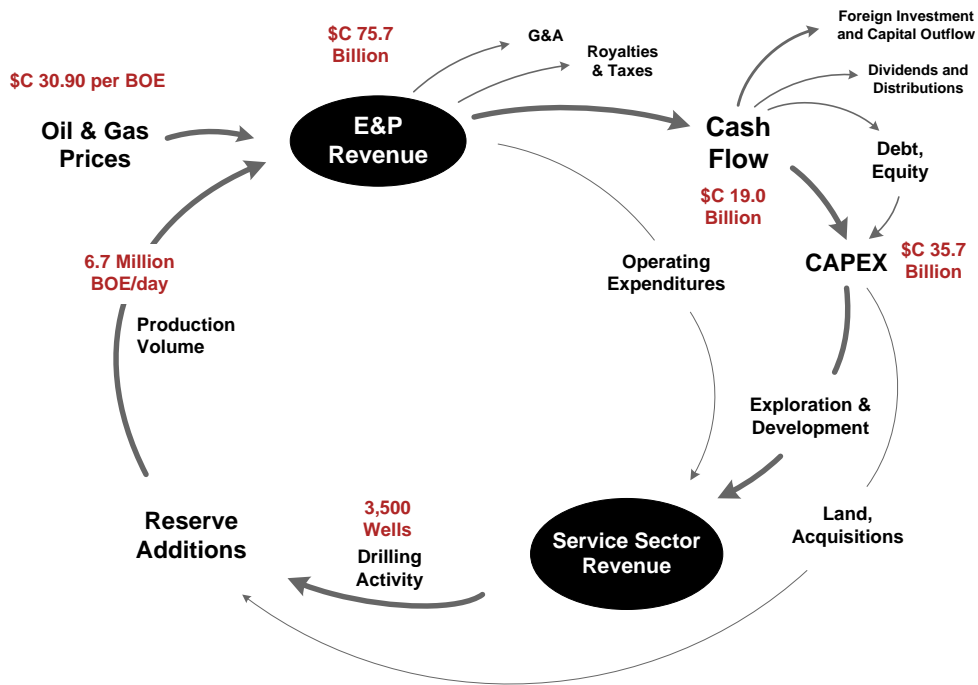 $C 30.90 per BOE
Oil & Gas
Prices
$C 75.7
Billion
E&P
Revenue
G&A
Royalties
& Taxes
Foreign Investment
and Capital Outflow
Dividends and
Distributions
Cash
Flow
$C 19.0
Billion
Debt,
Equity
CAPEX
$C 35.7
Billion
Operating
Expenditures
6.7 Million
BOE/day
Production
Volume
Exploration &
Development
Land,
Acquisitions
Service Sector
Revenue
3,500
Wells
Drilling
Activity
Reserve
Additions